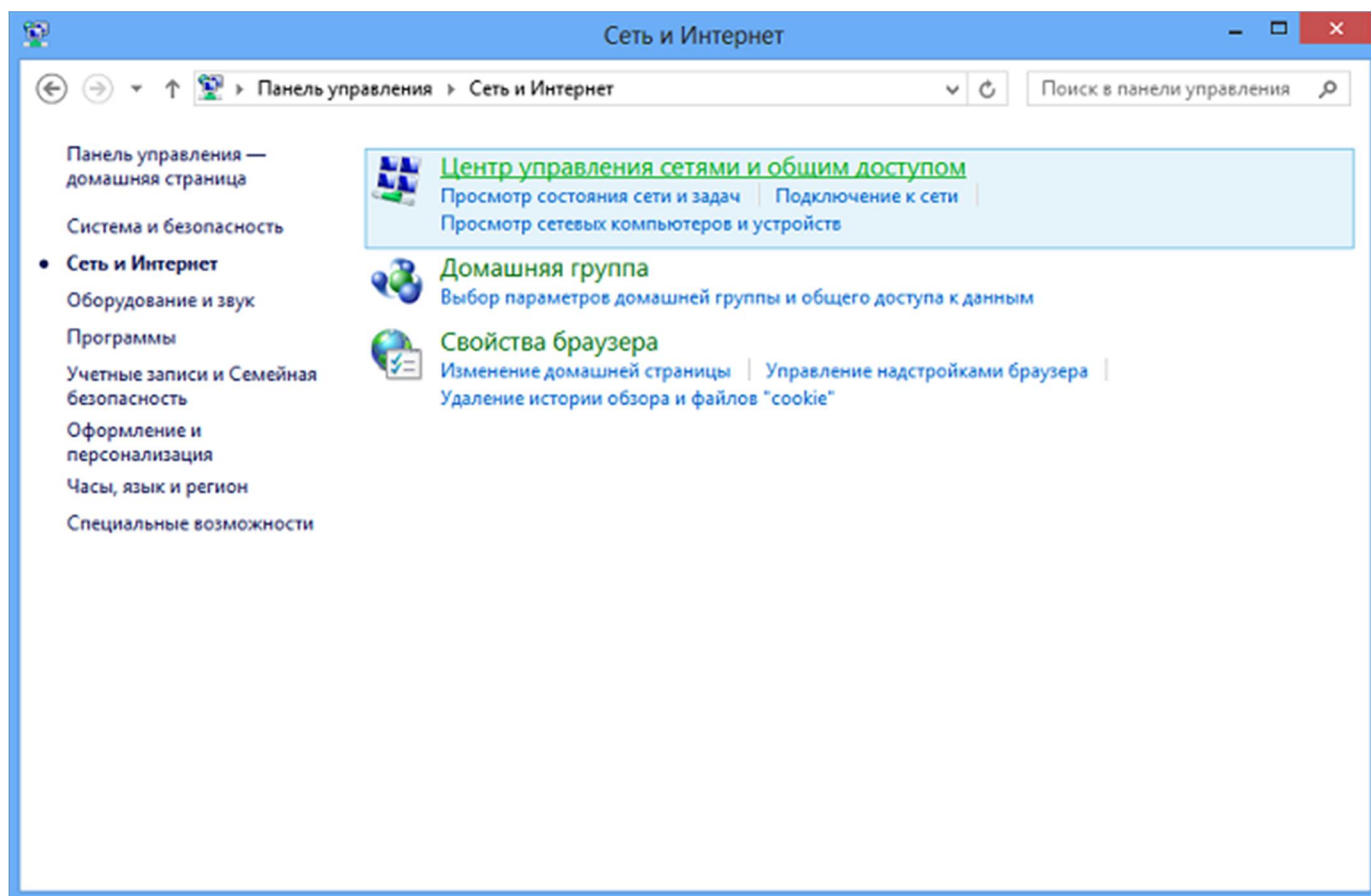 Сеть и Интернет
Панель управления
Сеть и Интернет
Поиск в панели управления
Панель управления —
домашняя страница
Система и безопасность
Сеть и Интернет
Оборудование и звук
Программы
Учетные записи и Семейная
безопасность
Оформление и
персонализация
Часы, язык и регион
Специальные возможности
Центр управления сетями и общим доступом
Просмотр состояния сети и задач
Подключение к сети
Просмотр сетевых компьютеров и устройств
Домашняя группа
Выбор параметров домашней группы и общего доступа к данным
Свойства браузера
Изменение домашней страницы
Управление надстройками браузера
Удаление истории обзора и файлов "cookie"